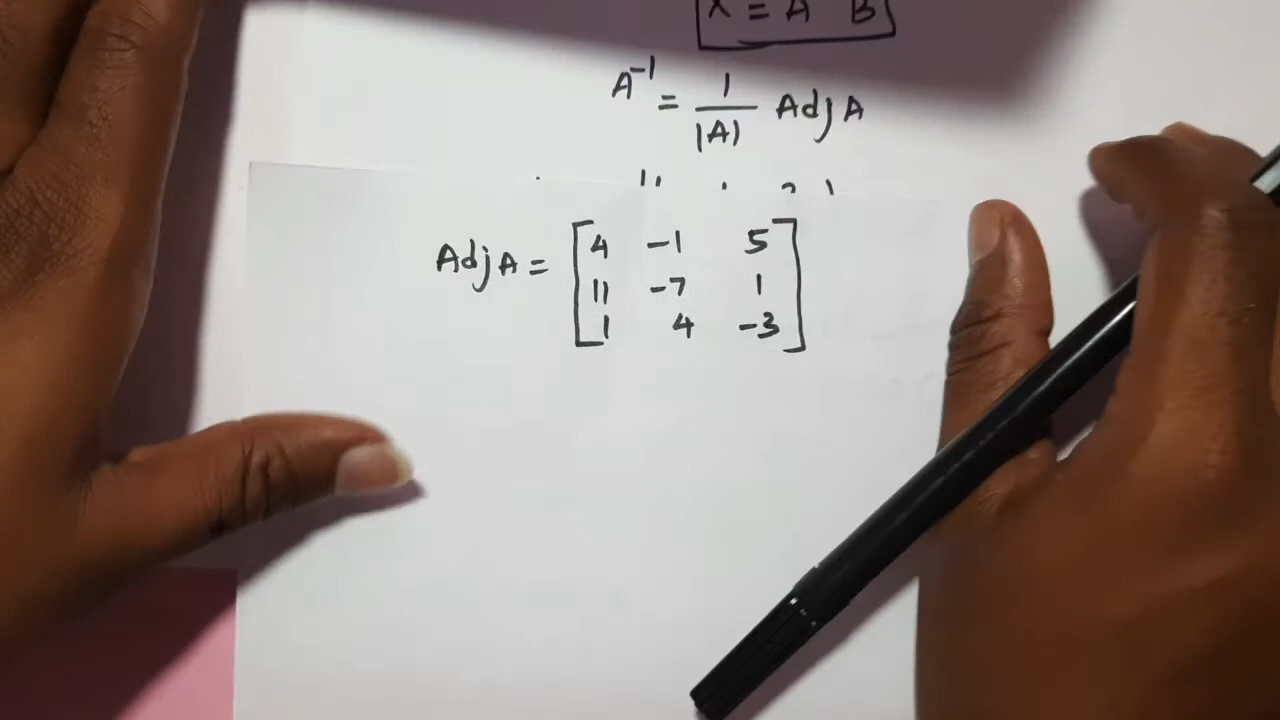 X = A B
A⁻¹ = 1/|A| Adj A
Adj A = [4 -1 5
11 -7 1
1 4 -3]